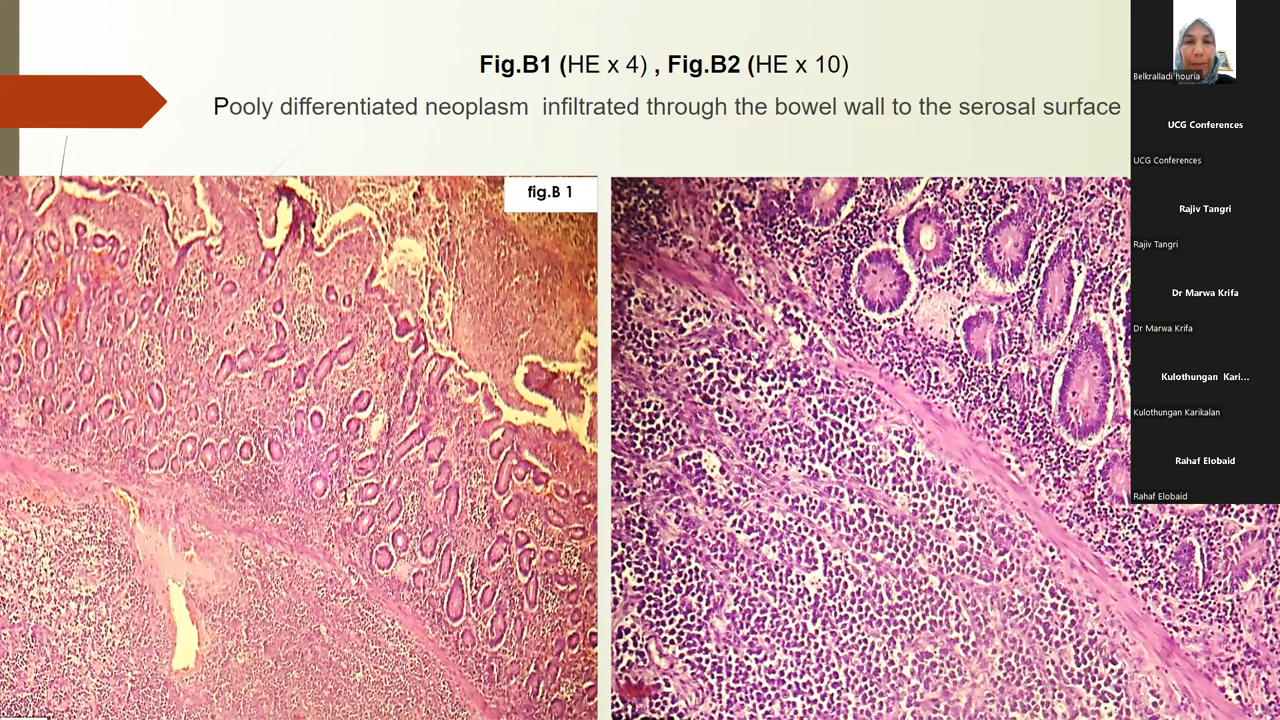 Fig.B1 (HE x 4) , Fig.B2 (HE x 10)
Pooly differentiated neoplasm infiltrated through the bowel wall to the serosal surface
fig.B 1
Belkralladi houria
UCG Conferences
UCG Conferences
Rajiv Tangri
Rajiv Tangri
Dr Marwa Krifa
Dr Marwa Krifa
Kulothungan Kari...
Kulothungan Karikalan
Rahaf Elobaid
Rahaf Elobaid